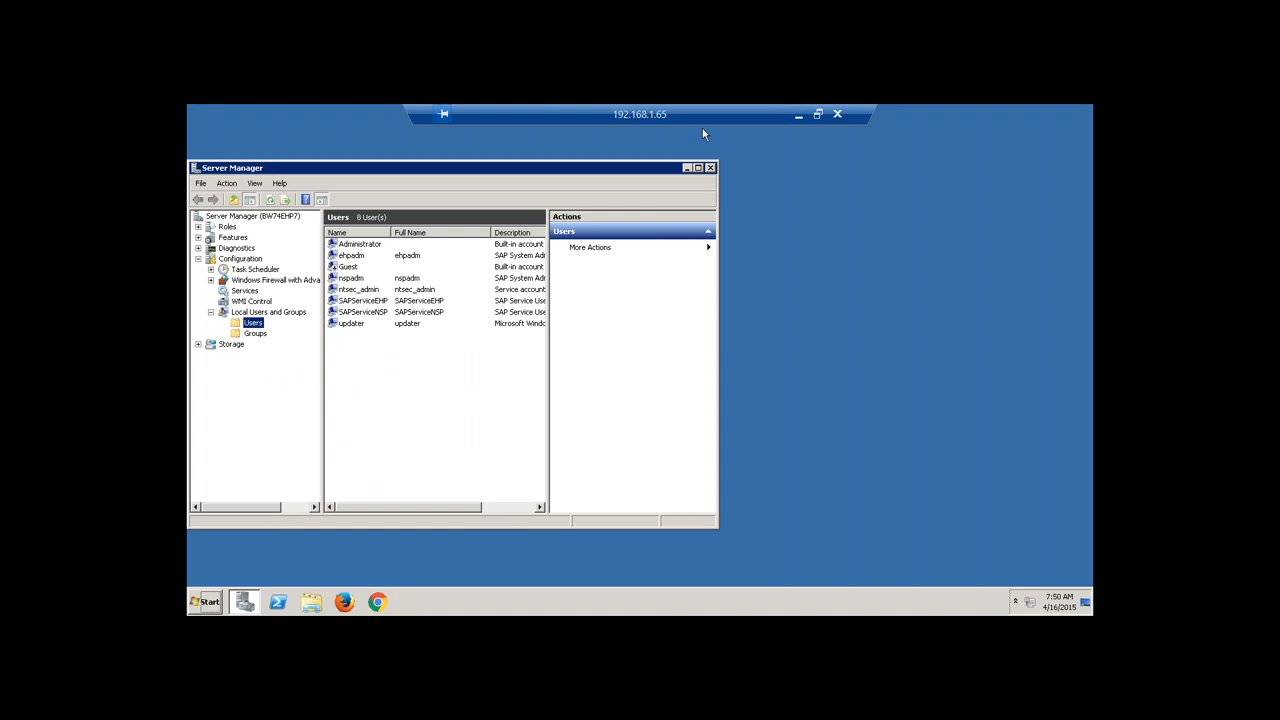 192.168.1.65
Server Manager
File Action View Help
Server Manager (BW74EHP7)
Roles
Features
Diagnostics
Configuration
Task Scheduler
Windows Firewall with Adva
Services
WMI Control
Local Users and Groups
Users
Groups
Storage
Users 8 User(s)
Name Full Name Description
Administrator Built-in account
ehpadm ehpadm SAP System Adr
Guest Built-in account
nspadm nspadm SAP System Adr
ntsec_admin ntsec_admin Service account
SAPServiceEHP SAPServiceEHP SAP Service Use
SAPServiceNSP SAPServiceNSP SAP Service Use
updater updater Microsoft Windo
Actions
Users
More Actions
Start
7:50 AM
4/16/2015